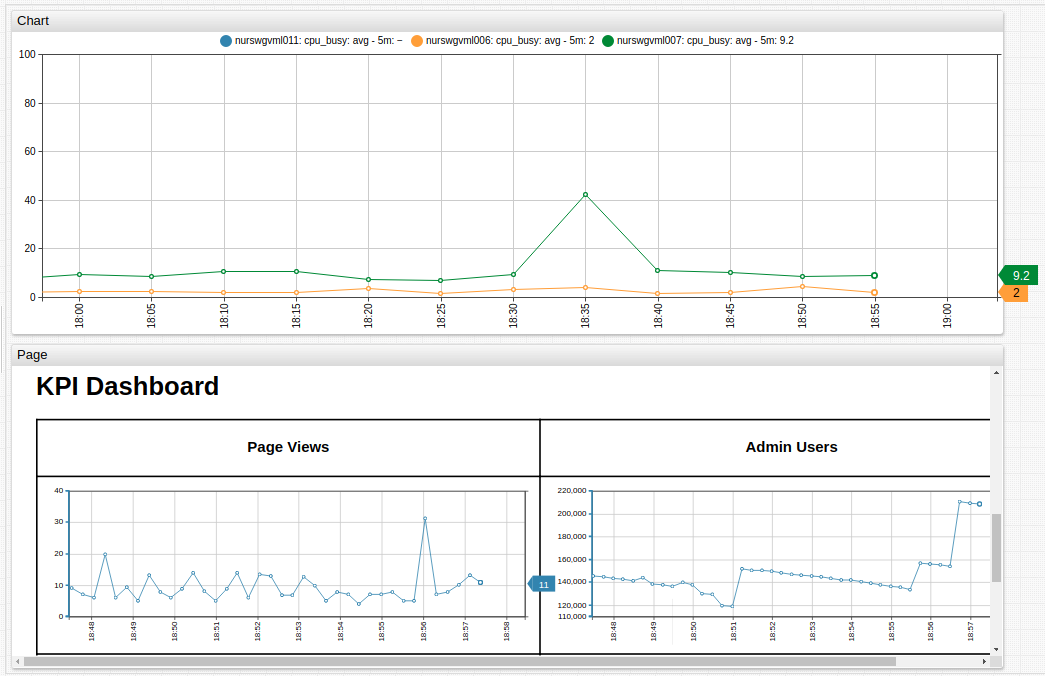 Chart
nurswgvml011: cpu_busy: avg - 5m: – nurswgvml006: cpu_busy: avg - 5m: 2 nurswgvml007: cpu_busy: avg - 5m: 9.2
100
80
60
40
20
0
9.2
2
18:00 18:05 18:10 18:15 18:20 18:25 18:30 18:35 18:40 18:45 18:50 18:55 19:00
Page
KPI Dashboard
Page Views
40
30
20
10
0
11
18:48 18:49 18:50 18:51 18:52 18:53 18:54 18:55 18:56 18:57 18:58
Admin Users
220,000
200,000
180,000
160,000
140,000
120,000
110,000
18:48 18:49 18:50 18:51 18:52 18:53 18:54 18:55 18:56 18:57